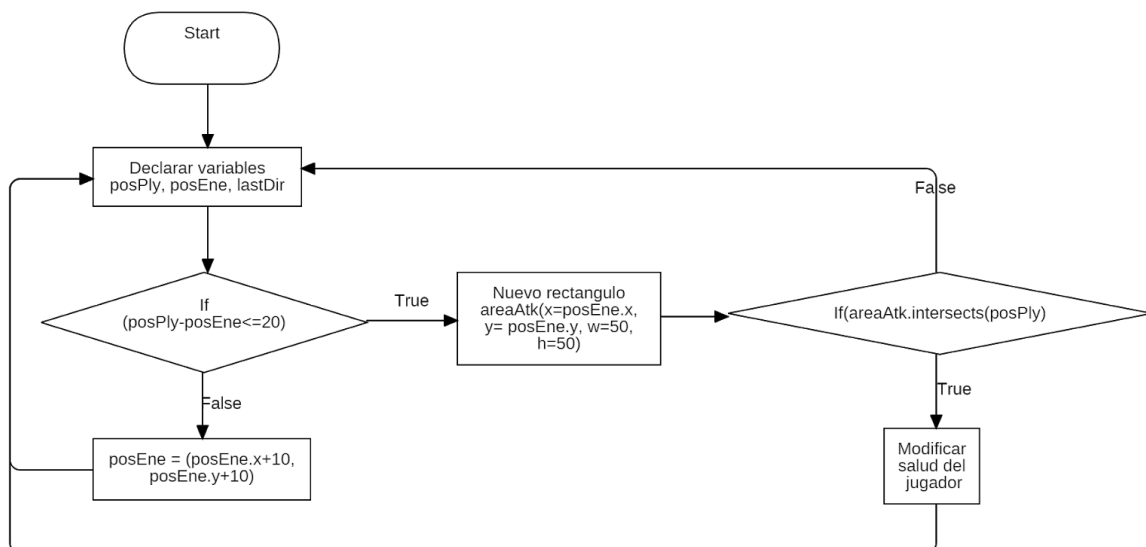 Start
Declarar variables
posPly, posEne, lastDir
False
If
(posPly-posEne<=20)
True
Nuevo rectangulo
areaAtk(x=posEne.x,
y= posEne.y, w=50,
h=50)
If(areaAtk.intersects(posPly)
False
True
posEne = (posEne.x+10,
posEne.y+10)
Modificar
salud del
jugador